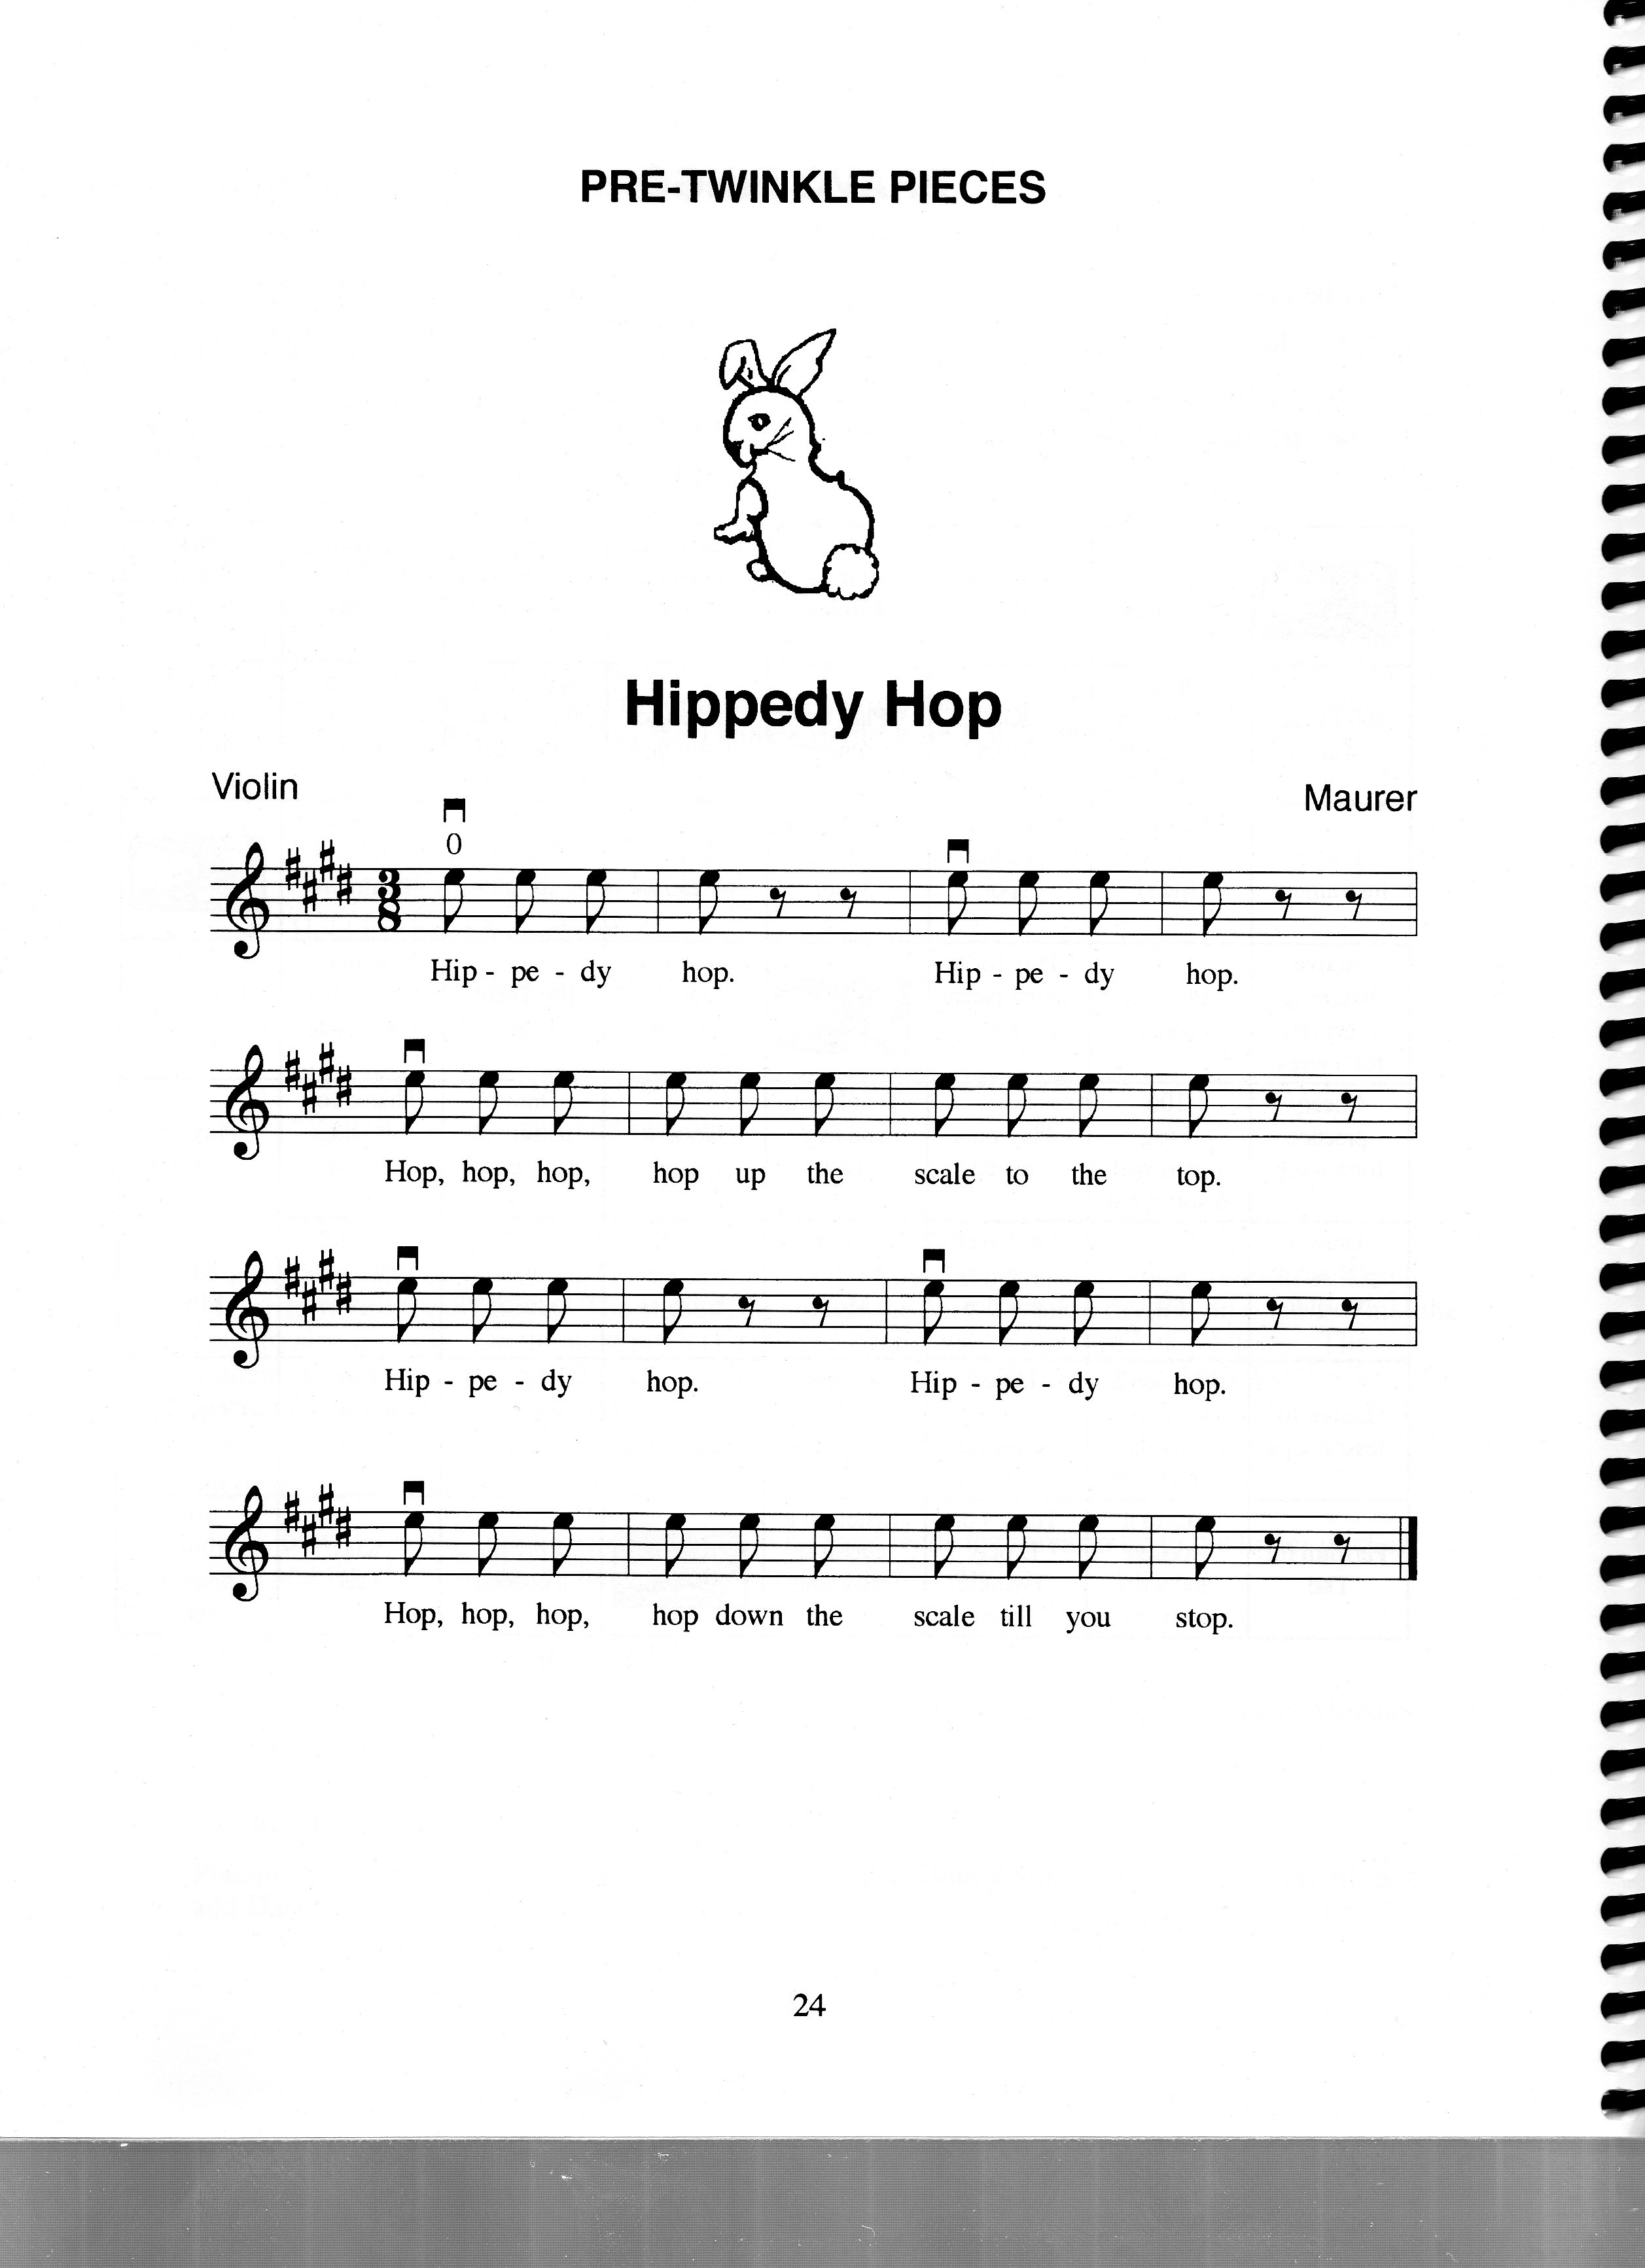 PRE-TWINKLE PIECES
Hippedy Hop
Violin
Maurer
0
3
8
Hip - pe - dy hop. Hip - pe - dy hop.
Hop, hop, hop, hop up the scale to the top.
Hip - pe - dy hop. Hip - pe - dy hop.
Hop, hop, hop, hop down the scale till you stop.
24